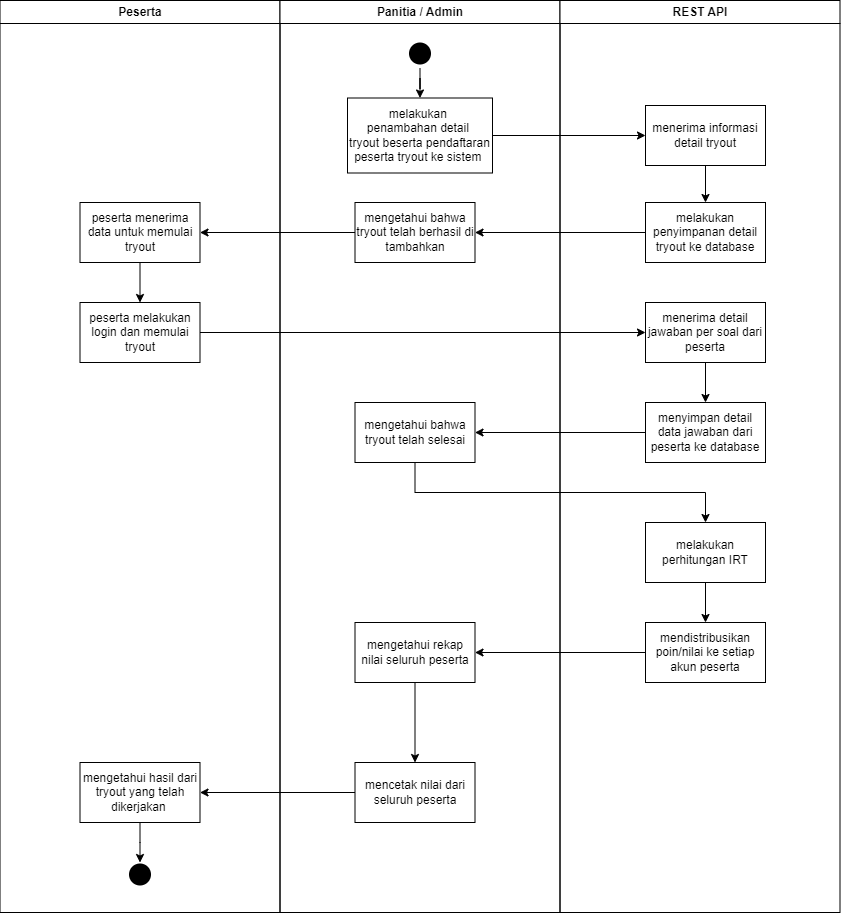 Peserta
Panitia / Admin
REST API
melakukan
penambahan detail
tryout beserta pendaftaran
peserta tryout ke sistem
menerima informasi
detail tryout
melakukan
penyimpanan detail
tryout ke database
mengetahui bahwa
tryout telah berhasil di
tambahkan
peserta menerima
data untuk memulai
tryout
peserta melakukan
login dan memulai
tryout
menerima detail
jawaban per soal dari
peserta
menyimpan detail
data jawaban dari
peserta ke database
mengetahui bahwa
tryout telah selesai
melakukan
perhitungan IRT
mendistribusikan
poin/nilai ke setiap
akun peserta
mengetahui rekap
nilai seluruh peserta
mencetak nilai dari
seluruh peserta
mengetahui hasil dari
tryout yang telah
dikerjakan